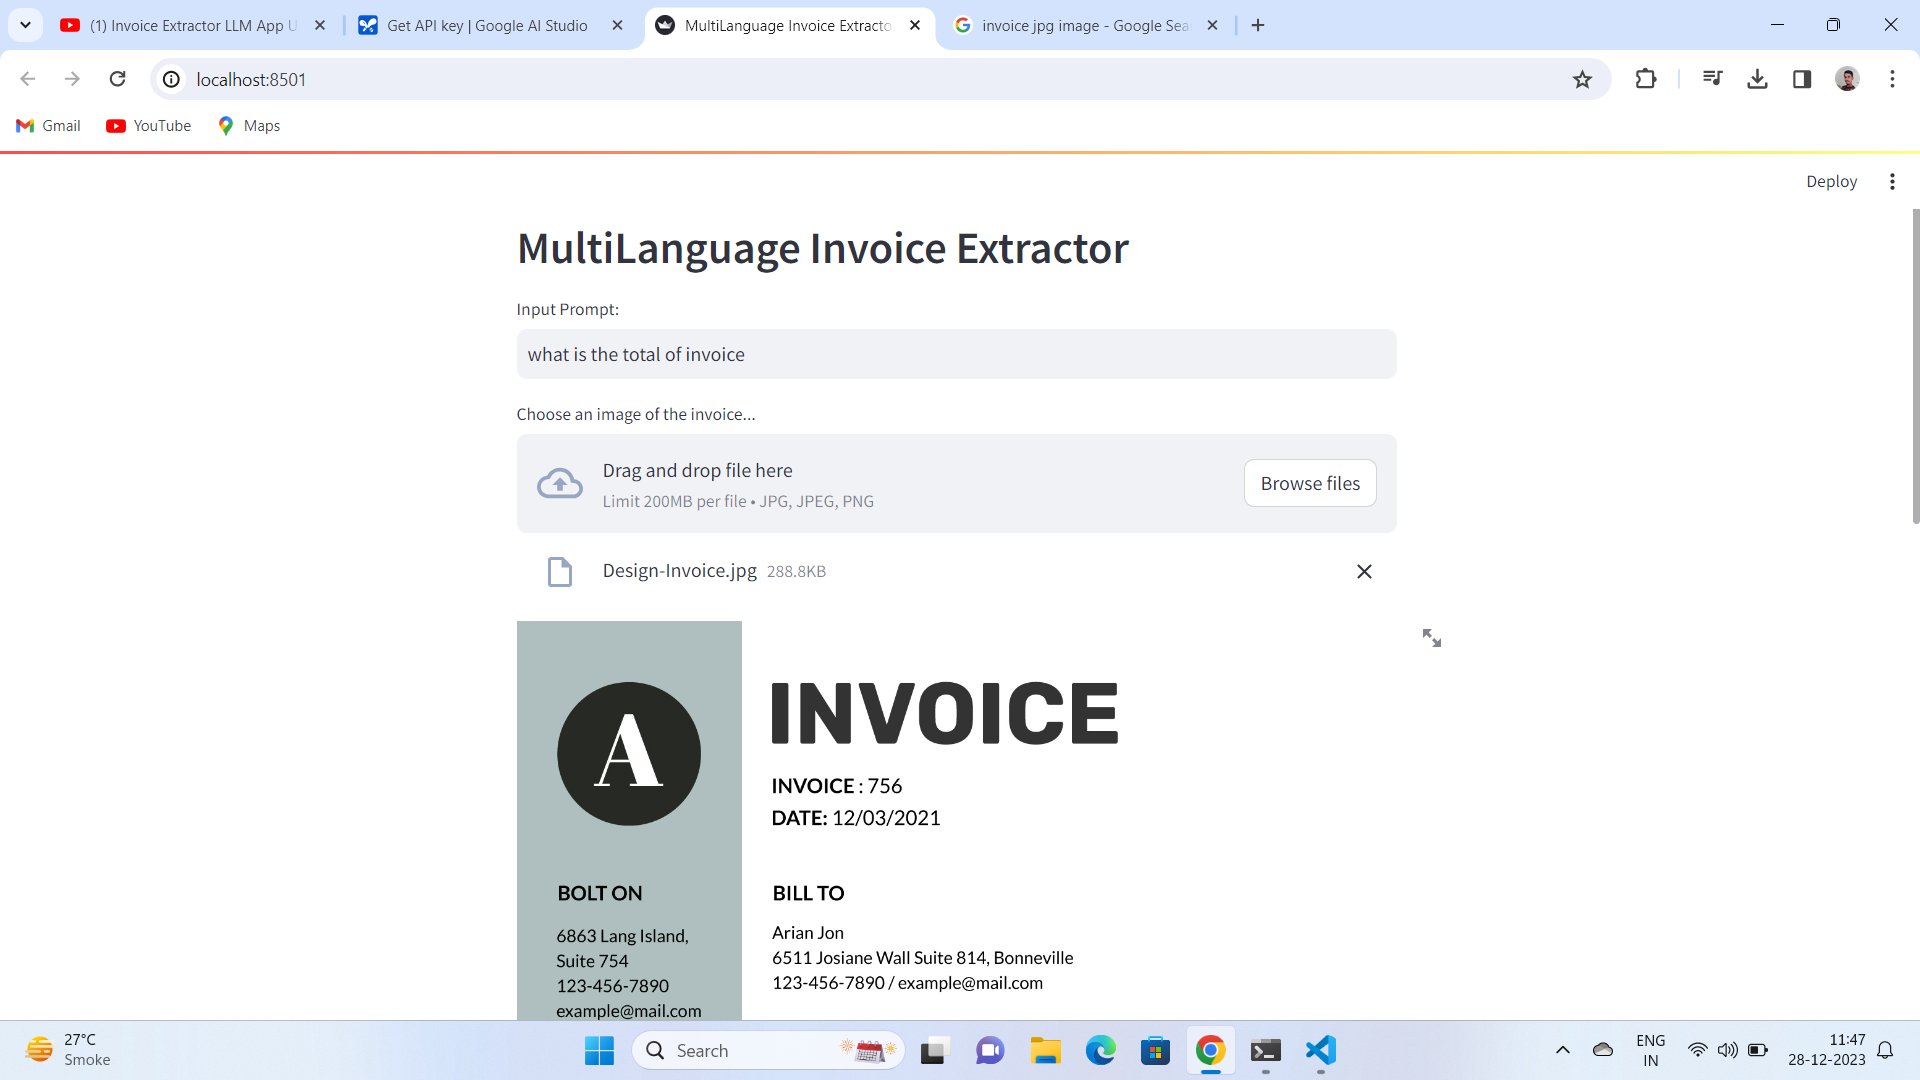 (1) Invoice Extractor LLM App U
Get API key | Google AI Studio
MultiLanguage Invoice Extracto
invoice jpg image - Google Sea
localhost:8501
Gmail
YouTube
Maps
Deploy
MultiLanguage Invoice Extractor
Input Prompt:
what is the total of invoice
Choose an image of the invoice...
Drag and drop file here
Limit 200MB per file • JPG, JPEG, PNG
Browse files
Design-Invoice.jpg 288.8KB
A
INVOICE
INVOICE : 756
DATE: 12/03/2021
BOLT ON
6863 Lang Island,
Suite 754
123-456-7890
example@mail.com
BILL TO
Arian Jon
6511 Josiane Wall Suite 814, Bonneville
123-456-7890 / example@mail.com
27°C
Smoke
Search
ENG
IN
11:47
28-12-2023